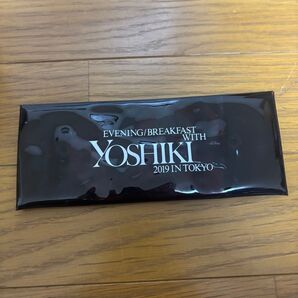 EVENING/BREAKFAST
WITH
YOSHIKI
2019 IN TOKYO